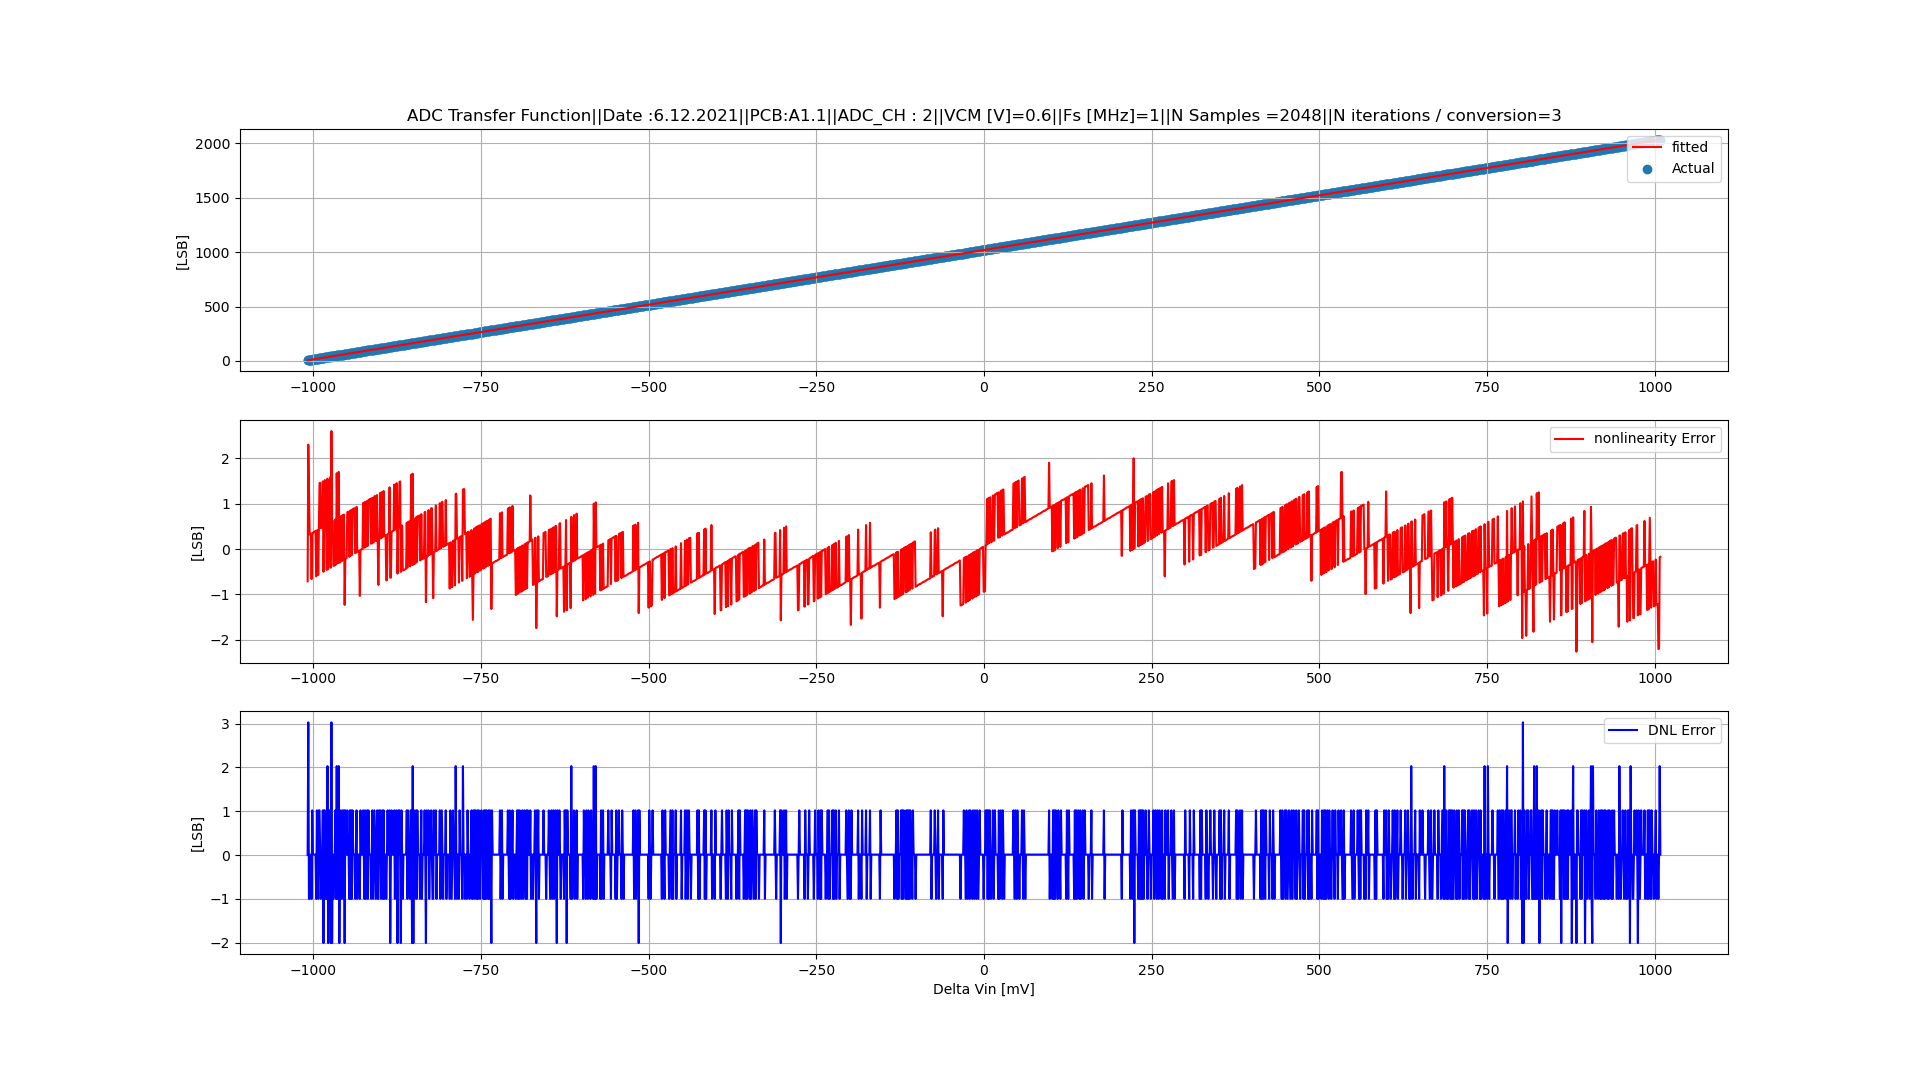 ADC Transfer Function||Date :6.12.2021||PCB:A1.1||ADC_CH : 2||VCM [V]=0.6||Fs [MHz]=1||N Samples =2048||N iterations / conversion=3
2000
1500
1000
500
0
[LSB]
fitted
Actual
−1000 −750 −500 −250 0 250 500 750 1000
2
1
0
−1
−2
[LSB]
nonlinearity Error
−1000 −750 −500 −250 0 250 500 750 1000
3
2
1
0
−1
−2
[LSB]
DNL Error
−1000 −750 −500 −250 0 250 500 750 1000
Delta Vin [mV]